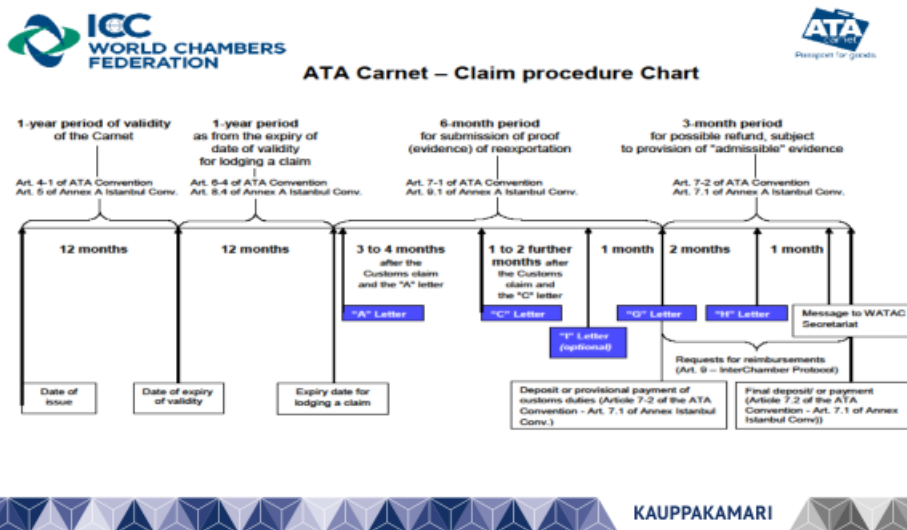 ICC
WORLD CHAMBERS
FEDERATION
ATA
carnet
Passport for goods
ATA Carnet – Claim procedure Chart
1-year period of validity
of the Carnet
Art. 4-1 of ATA Convention
Art. 5 of Annex A Istanbul Conv.
1-year period
as from the expiry of
date of validity
for lodging a claim
Art. 6-4 of ATA Convention
Art. 8.4 of Annex A Istanbul Conv.
6-month period
for submission of proof
(evidence) of reexportation
Art. 7-1 of ATA Convention
Art. 9.1 of Annex A Istanbul Conv.
3-month period
for possible refund, subject
to provision of "admissible" evidence
Art. 7-2 of ATA Convention
Art. 7.1 of Annex A Istanbul Conv.
12 months
12 months
3 to 4 months
after the
Customs claim
and the "A" letter
1 to 2 further
months after
the Customs
claim and
the "C" letter
1 month
2 months
1 month
"A" Letter
"C" Letter
"I" Letter
(optional)
"G" Letter
"H" Letter
Message to WATAC
Secretariat
Requests for reimbursements
(Art. 9 – InterChamber Protocol)
Date of
issue
Date of expiry
of validity
Expiry date for
lodging a claim
Deposit or provisional payment of
customs duties (Article 7-2 of the ATA
Convention - Art. 7.1 of Annex Istanbul
Conv.)
Final deposit/ or payment
(Article 7.2 of the ATA
Convention - Art. 7.1 of Annex
Istanbul Conv))
KAUPPAKAMARI